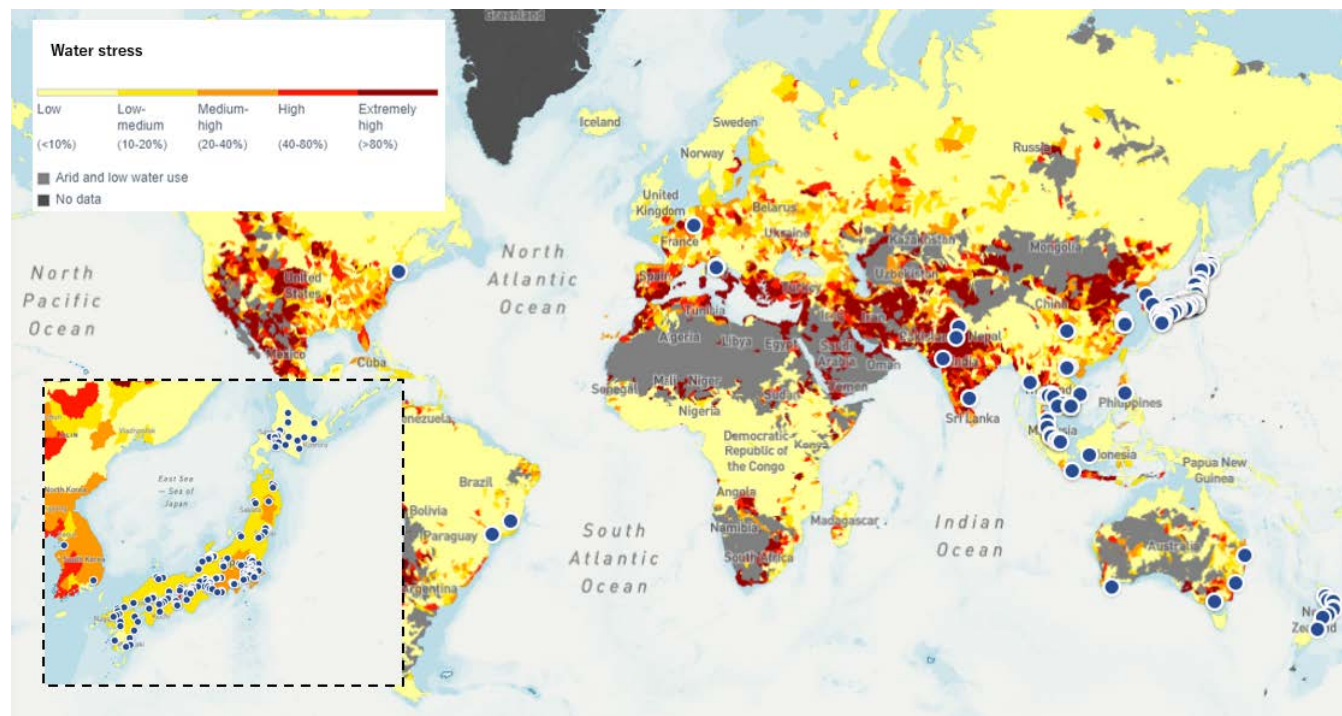 Greenland
Water stress
Low
Low-
medium
Medium-
high
High
Extremely
high
(<10%)
(10-20%)
(20-40%)
(40-80%)
(>80%)
Arid and low water use
No data
Iceland
Sweden
Norway
Russia
United
Kingdom
Belarus
Ukraine
France
Kazakhstan
Mongolia
North
Pacific
Ocean
North
Atlantic
Ocean
United
States
Spain
Turkey
Uzbekistan
China
Tunisia
Iran
Pakistan
Nepal
Algeria
Libya
Egypt
Saudi
Arabia
Oman
India
Mexico
Cuba
Senegal
Mali
Niger
Sudan
Yemen
Nigeria
Sri Lanka
Philippines
Democratic
Republic of
the Congo
Kenya
Papua New
Guinea
Brazil
Angola
Bolivia
Paraguay
Namibia
Madagascar
South
Atlantic
Ocean
Indian
Ocean
Australia
South Africa
Argentina
East Sea
— Sea of
Japan
North Korea
South Korea